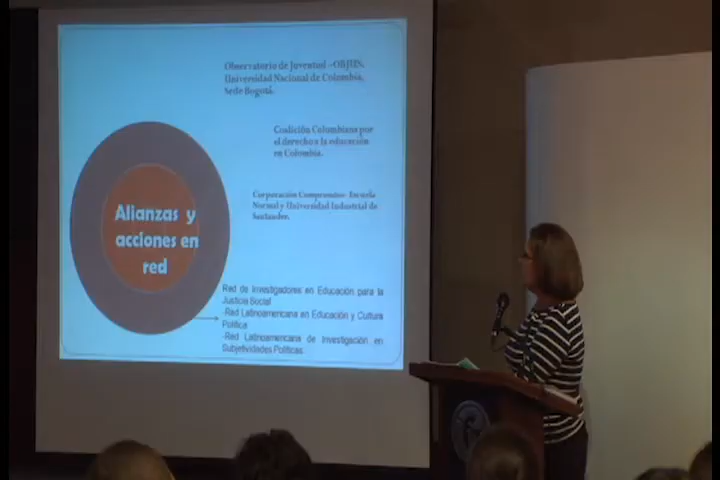 Observatorio de Juventud -OBJUN.
Universidad Nacional de Colombia.
Sede Bogotá.
Coalición Colombiana por
el derecho a la educación
en Colombia.
Corporación Compromiso- Escuela
Normal y Universidad Industrial de
Santander.
Alianzas y
acciones en
red
Red de Investigadores en Educación para la
Justicia Social
-Red Latinoamericana en Educación y Cultura
Política
-Red Latinoamericana de Investigación en
Subjetividades Políticas